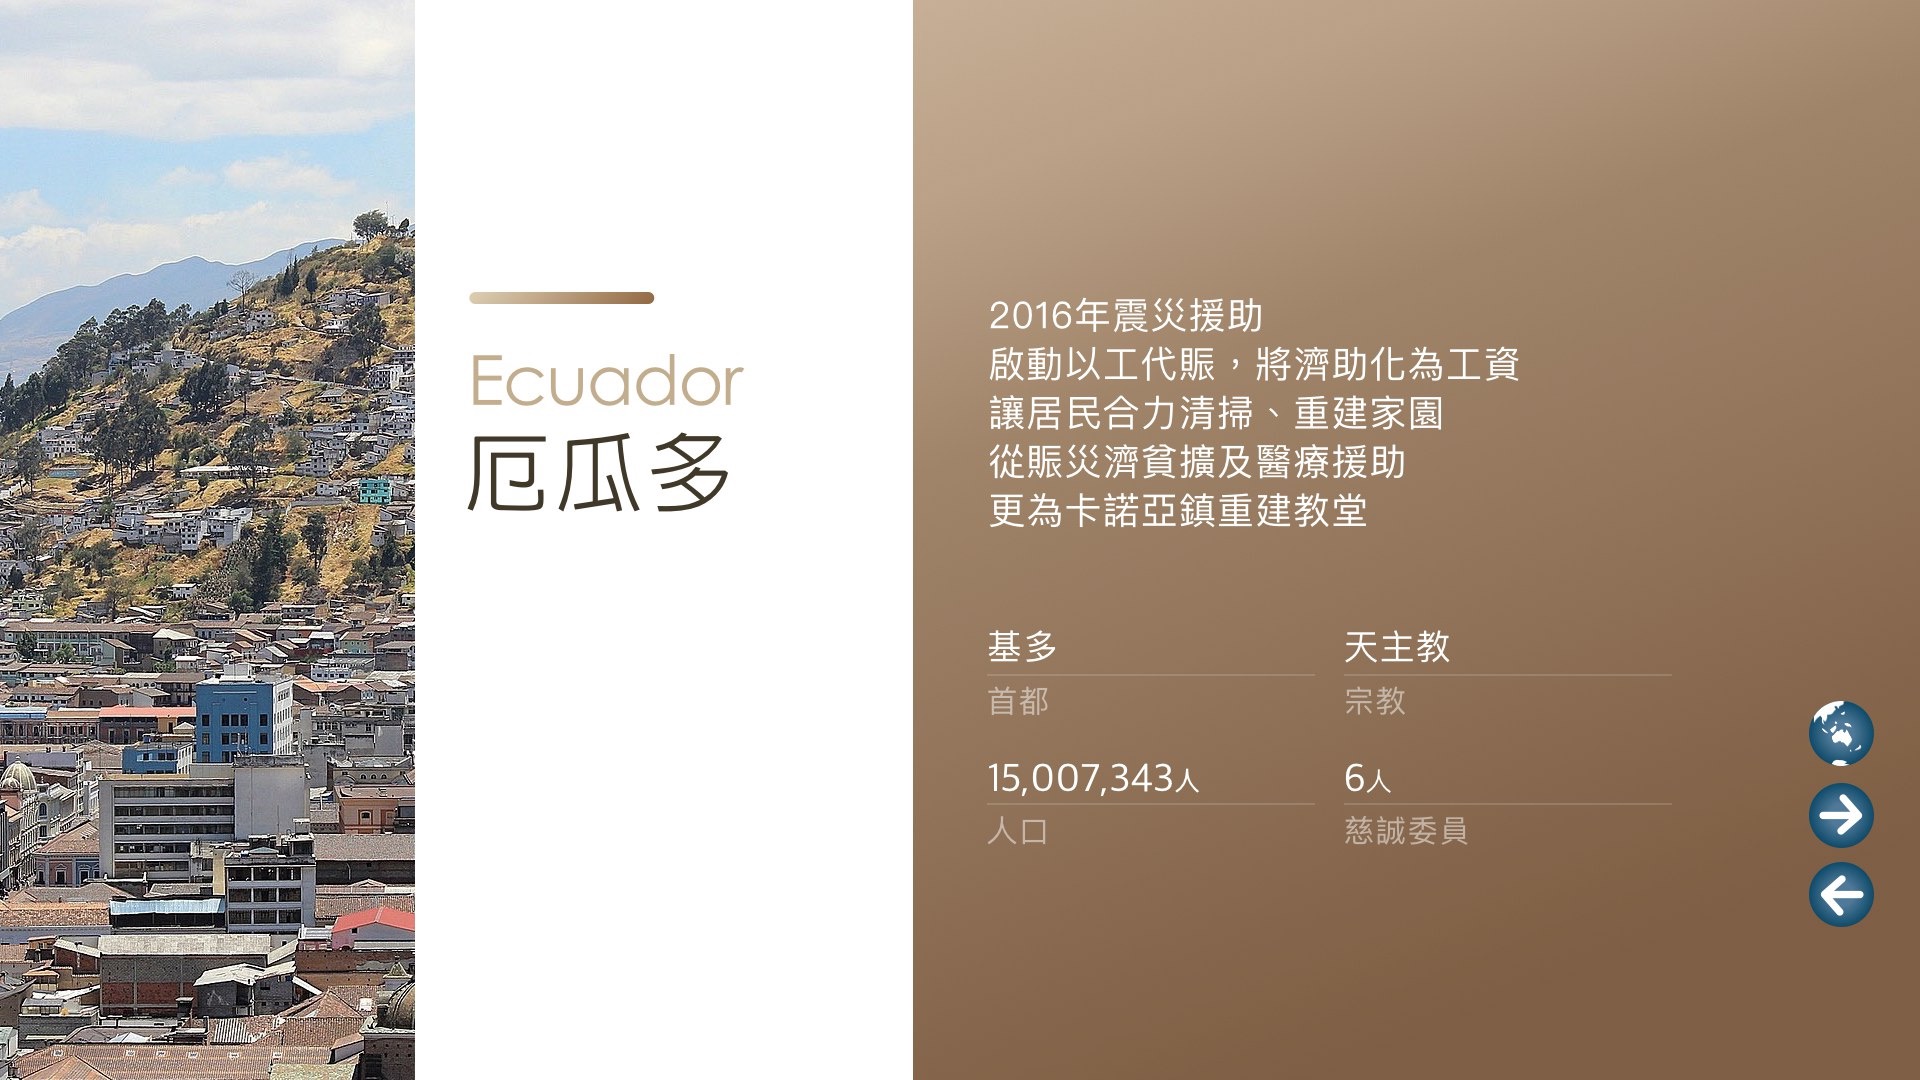 Ecuador
厄瓜多
2016年震災援助
啟動以工代賑，將濟助化為工資
讓居民合力清掃、重建家園
從賑災濟貧擴及醫療援助
更為卡諾亞鎮重建教堂
基多
首都
天主教
宗教
15,007,343人
人口
6人
慈誠委員